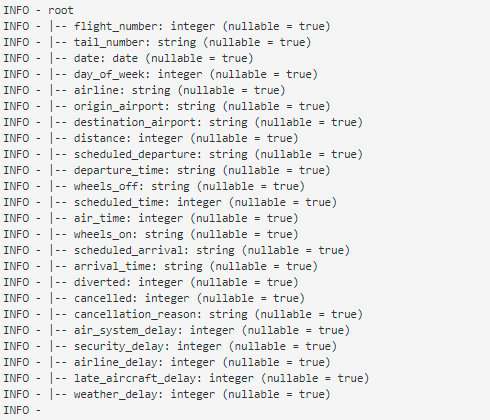 INFO - root
INFO - |-- flight_number: integer (nullable = true)
INFO - |-- tail_number: string (nullable = true)
INFO - |-- date: date (nullable = true)
INFO - |-- day_of_week: integer (nullable = true)
INFO - |-- airline: string (nullable = true)
INFO - |-- origin_airport: string (nullable = true)
INFO - |-- destination_airport: string (nullable = true)
INFO - |-- distance: integer (nullable = true)
INFO - |-- scheduled_departure: string (nullable = true)
INFO - |-- departure_time: string (nullable = true)
INFO - |-- wheels_off: string (nullable = true)
INFO - |-- scheduled_time: integer (nullable = true)
INFO - |-- air_time: integer (nullable = true)
INFO - |-- wheels_on: string (nullable = true)
INFO - |-- scheduled_arrival: string (nullable = true)
INFO - |-- arrival_time: string (nullable = true)
INFO - |-- diverted: integer (nullable = true)
INFO - |-- cancelled: integer (nullable = true)
INFO - |-- cancellation_reason: string (nullable = true)
INFO - |-- air_system_delay: integer (nullable = true)
INFO - |-- security_delay: integer (nullable = true)
INFO - |-- airline_delay: integer (nullable = true)
INFO - |-- late_aircraft_delay: integer (nullable = true)
INFO - |-- weather_delay: integer (nullable = true)
INFO -